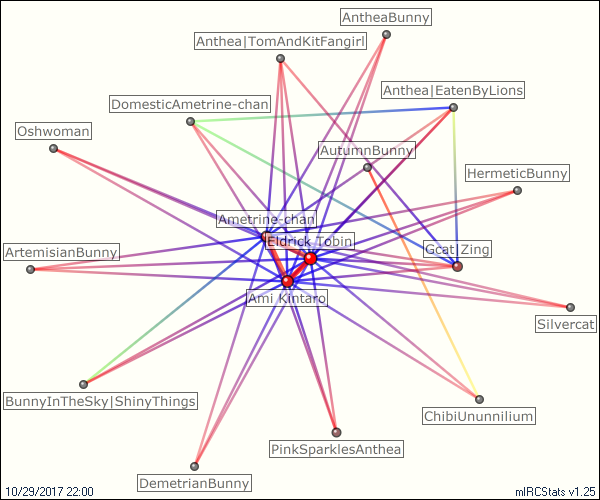 AntheaBunny
Anthea|TomAndKitFangirl
Anthea|EatenByLions
DomesticAmetrine-chan
Oshwoman
AutumnBunny
HermeticBunny
Ametrine-chan
Eldrick_Tobin
ArtemisianBunny
Gcat|Zing
Ami_Kintaro
Silvercat
BunnyInTheSky|ShinyThings
ChibiUnunnilium
PinkSparklesAnthea
DemetrianBunny
10/29/2017 22:00
mIRCStats v1.25